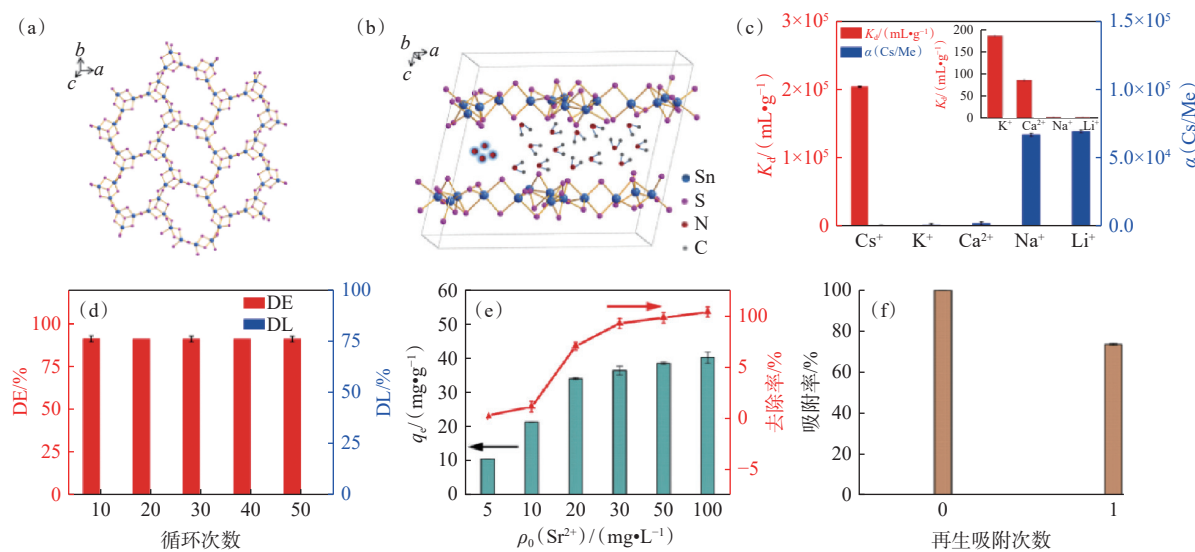 (a)
b
a
c
(b)
b
a
c
Sn
S
N
C
(c)
K_d/(mL•g⁻¹)
α(Cs/Me)
3×10⁵
2×10⁵
1×10⁵
0
K_d/(mL•g⁻¹)
1.5×10⁵
1.0×10⁵
5.0×10⁴
0.0
α(Cs/Me)
200
150
100
50
0
K_d/(mL•g⁻¹)
K⁺ Ca²⁺ Na⁺ Li⁺
Cs⁺ K⁺ Ca²⁺ Na⁺ Li⁺
(d)
DE
DL
100
75
50
25
0
DE/%
100
75
50
25
0
DL/%
10 20 30 40 50
循环次数
(e)
60
50
40
30
20
10
0
q_e/(mg•g⁻¹)
100
5
0
−5
去除率/%
5 10 20 30 50 100
ρ₀(Sr²⁺)/(mg•L⁻¹)
(f)
100
80
60
40
20
0
吸附率/%
0 1
再生吸附次数